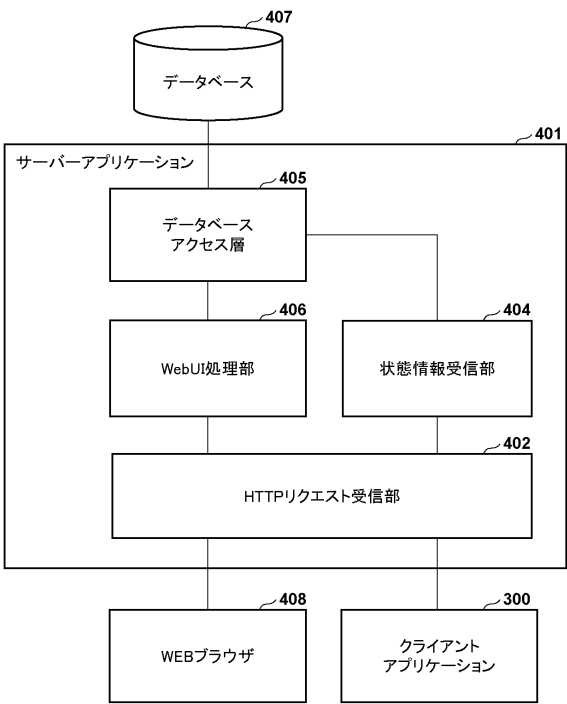 407
データベース
401
サーバーアプリケーション
405
データベース
アクセス層
406
WebUI処理部
404
状態情報受信部
402
HTTPリクエスト受信部
408
WEBブラウザ
300
クライアント
アプリケーション